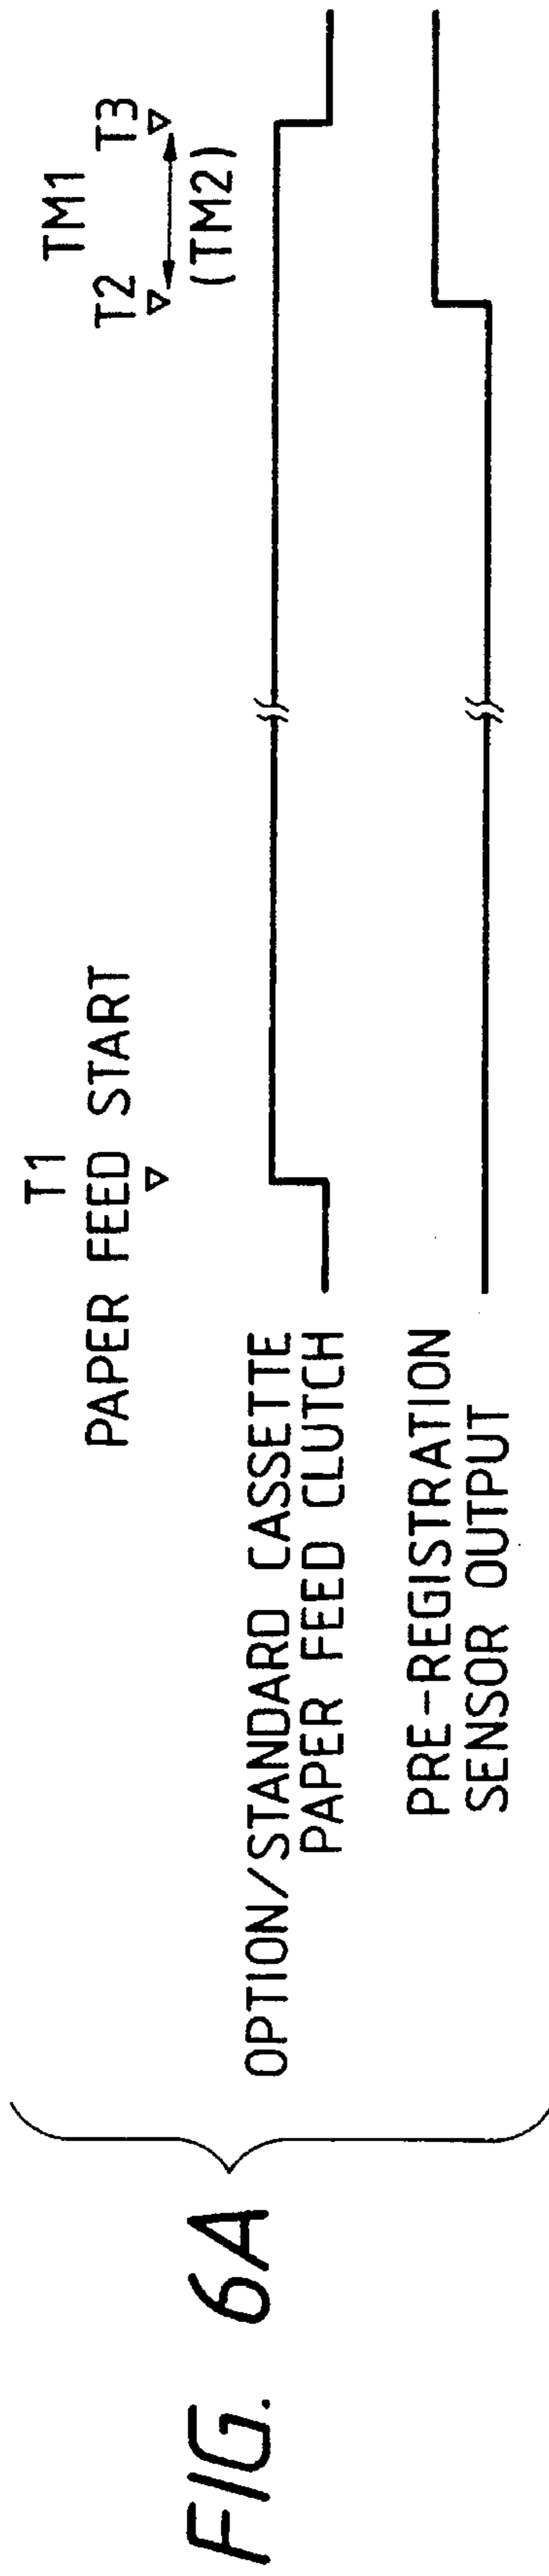 FIG. 6A
T1
PAPER FEED START
TM1
T2 T3
(TM2)
OPTION/STANDARD CASSETTE
PAPER FEED CLUTCH
PRE-REGISTRATION
SENSOR OUTPUT